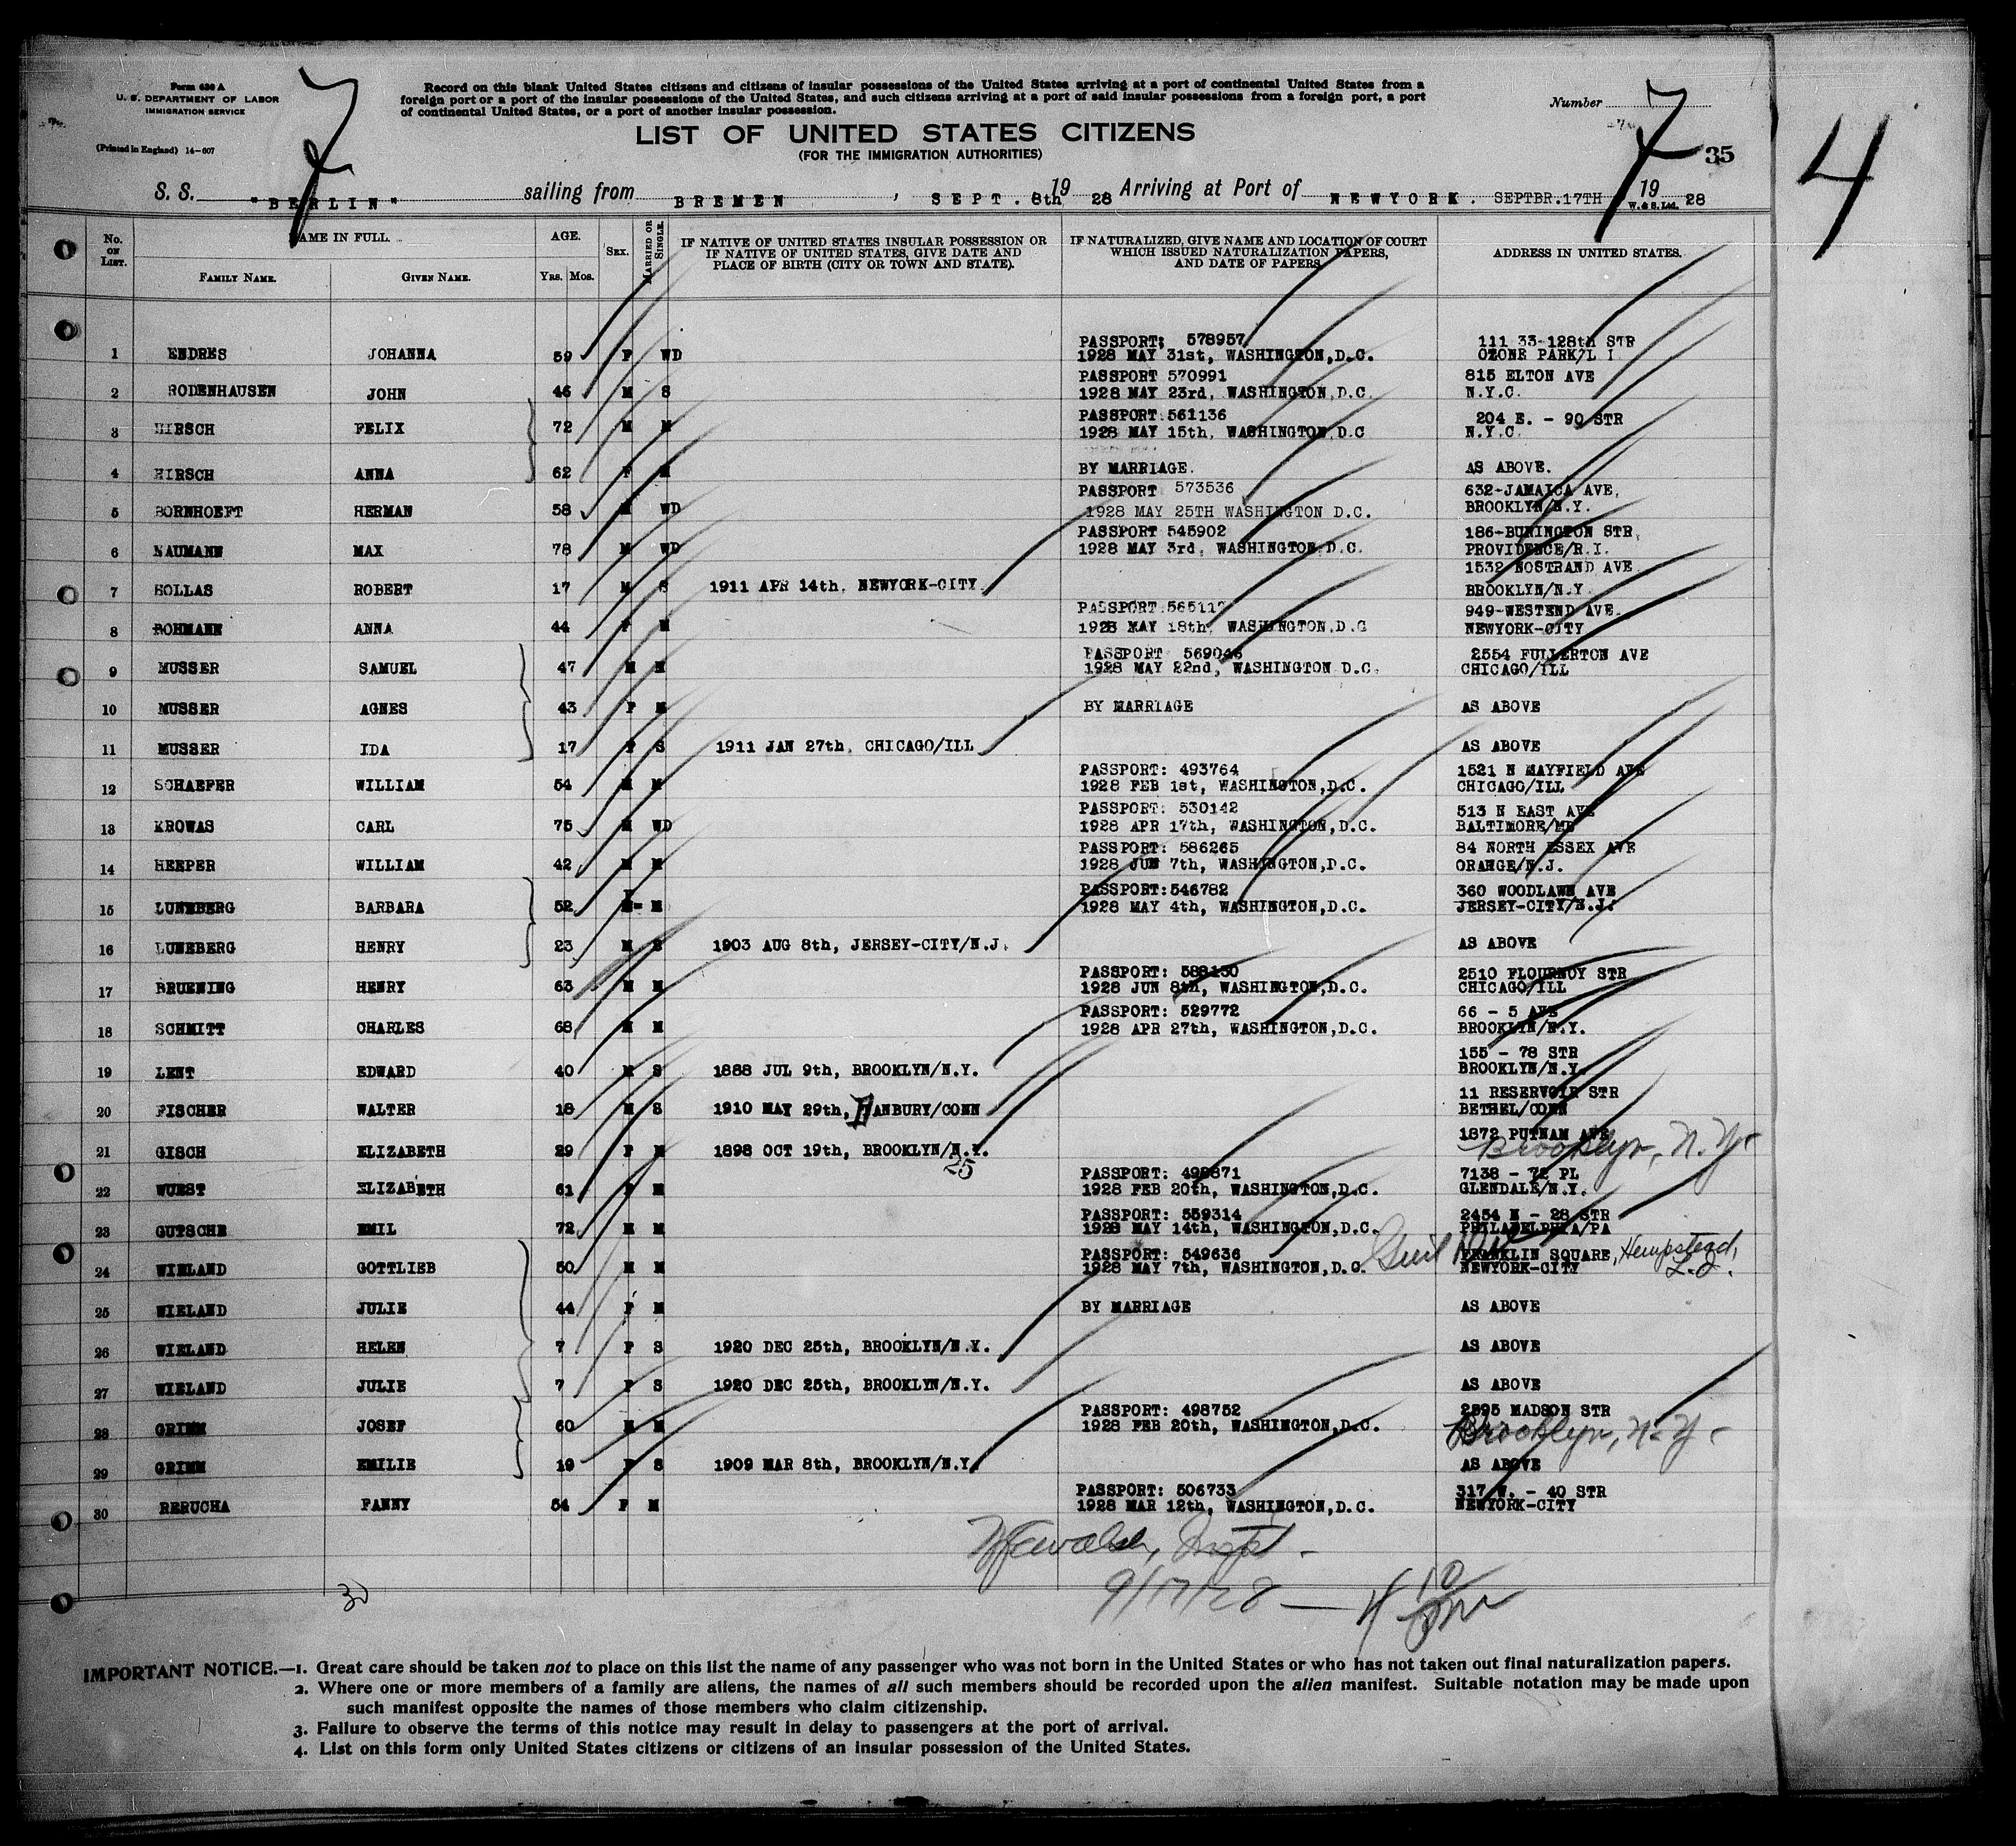 Form 630 A
U. S. DEPARTMENT OF LABOR
IMMIGRATION SERVICE
(Printed in England) 14-607
7
Record on this blank United States citizens and citizens of insular possessions of the United States arriving at a port of continental United States from a
foreign port or a port of the insular possessions of the United States, and such citizens arriving at a port of said insular possessions from a foreign port, a port
of continental United States, or a port of another insular possession.
Number 7
35
4
LIST OF UNITED STATES CITIZENS
(FOR THE IMMIGRATION AUTHORITIES)
S. S. "BERLIN" sailing from BREMEN, SEPT. 8th 19 28 Arriving at Port of NEWYORK. SEPTBR.17TH 19 28
W. & S. Ltd.
No. ON LIST. NAME IN FULL. AGE. SEX. MARRIED OR SINGLE. IF NATIVE OF UNITED STATES INSULAR POSSESSION OR IF NATIVE OF UNITED STATES, GIVE DATE AND PLACE OF BIRTH (CITY OR TOWN AND STATE). IF NATURALIZED, GIVE NAME AND LOCATION OF COURT WHICH ISSUED NATURALIZATION PAPERS, AND DATE OF PAPERS. ADDRESS IN UNITED STATES.
FAMILY NAME. GIVEN NAME. Yrs. Mos.
PASSPORT: 578957 111 33-128th STR
1 ENDRES JOHANNA 59 F WD 1928 MAY 31st, WASHINGTON,D.C. OZONE PARK/L I
PASSPORT 570991 815 ELTON AVE
2 RODENHAUSEN JOHN 46 M S 1928 MAY 23rd, WASHINGTON,D.C. N.Y.C.
PASSPORT:561136 204 E. - 90 STR
3 HIRSCH FELIX 72 M M 1928 MAY 15th, WASHINGTON,D.C N.Y.C.
4 HIRSCH ANNA 62 F M BY MARRIAGE. AS ABOVE.
PASSPORT 573536 632-JAMAICA AVE,
5 BORNHOEFT HERMAN 58 M WD 1928 MAY 25TH WASHINGTON D.C. BROOKLYN/N.Y.
PASSPORT 545902 186-BURINGTON STR,
6 NAUMANN MAX 78 M WD 1928 MAY 3rd, WASHINGTON,D.C. PROVIDENCE/R.I.
1532 NOSTRAND AVE
7 HOLLAS ROBERT 17 M S 1911 APR 14th, NEWYORK-CITY. BROOKLYN/N.Y
PASSPORT:565117 949-WESTEND AVE.
8 ROHMANN ANNA 44 F M 1928 MAY 18th, WASHINGTON,D.C NEWYORK-CITY
PASSPORT 569046 2554 FULLERTON AVE
9 MUSSER SAMUEL 47 M M 1928 MAY 22nd, WASHINGTON D.C. CHICAGO/ILL
10 MUSSER AGNES 43 F M BY MARRIAGE AS ABOVE
11 MUSSER IDA 17 F S 1911 JAN 27th, CHICAGO/ILL AS ABOVE
PASSPORT: 493764 1521 N MAYFIELD AVE
12 SCHAEFER WILLIAM 54 M M 1928 FEB 1st, WASHINGTON,D.C. CHICAGO/ILL
PASSPORT: 530142 513 N EAST AVE
13 KROWAS CARL 75 M WD 1928 APR 17th, WASHINGTON,D.C. BALTIMORE/MD
PASSPORT: 586265 84 NORTH ESSEX AVE
14 HEEPER WILLIAM 42 M M 1928 JUN 7th, WASHINGTON,D.C. ORANGE/N.J.
PASSPORT:546782 360 WOODLAWN AVE
15 LUNEBERG BARBARA 52 F M 1928 MAY 4th, WASHINGTON,D.C. JERSEY-CITY/N.J.
16 LUNEBERG HENRY 23 M S 1903 AUG 8th, JERSEY-CITY/N.J. AS ABOVE
PASSPORT: 588150 2510 FLOURNOY STR
17 BRUENING HENRY 63 M M 1928 JUN 8th, WASHINGTON,D.C. CHICAGO/ILL
PASSPORT: 529772 66 - 5 AVE
18 SCHMITT CHARLES 68 M M 1928 APR 27th, WASHINGTON,D.C. BROOKLYN/N.Y.
155 - 78 STR
19 LENT EDWARD 40 M S 1888 JUL 9th, BROOKLYN/N.Y. BROOKLYN/N.Y.
11 RESERVOIR STR
20 FISCHER WALTER 18 M S 1910 MAY 29th, DANBURY/CONN BETHEL/CONN
1872 PUTNAM AVE
21 GISCH ELIZABETH 29 F M 1898 OCT 19th, BROOKLYN/N.Y. Brooklyn, N.Y.
25
PASSPORT: 498871 7138 - 72 PL
22 WURST ELIZABETH 61 F M 1928 FEB 20th, WASHINGTON,D.C. GLENDALE/N.Y.
PASSPORT: 559314 2454 N - 28 STR
23 GUTSCHE EMIL 72 M M 1928 MAY 14th, WASHINGTON,D.C. PHILADELPHIA/PA
PASSPORT: 549636 FRANKLIN SQUARE, Hempstead,
24 WIELAND GOTTLIEB 50 M M 1928 MAY 7th, WASHINGTON,D.C. NEWYORK-CITY L.I.
25 WIELAND JULIE 44 F M BY MARRIAGE AS ABOVE
26 WIELAND HELEN 7 F S 1920 DEC 25th, BROOKLYN/N.Y. AS ABOVE
27 WIELAND JULIE 7 F S 1920 DEC 25th, BROOKLYN/N.Y. AS ABOVE
PASSPORT: 498752 2595 MADSON STR
28 GRIMM JOSEF 60 M M 1928 FEB 20th, WASHINGTON,D.C. Brooklyn, N.Y.
29 GRIMM EMILIE 19 F S 1909 MAR 8th, BROOKLYN/N.Y. AS ABOVE
PASSPORT: 506733 317 W. - 40 STR
30 RERUCHA FANNY 54 F M 1928 MAR 12th, WASHINGTON,D.C. NEWYORK-CITY
9/17/28
30
IMPORTANT NOTICE.—1. Great care should be taken not to place on this list the name of any passenger who was not born in the United States or who has not taken out final naturalization papers.
2. Where one or more members of a family are aliens, the names of all such members should be recorded upon the alien manifest. Suitable notation may be made upon
such manifest opposite the names of those members who claim citizenship.
3. Failure to observe the terms of this notice may result in delay to passengers at the port of arrival.
4. List on this form only United States citizens or citizens of an insular possession of the United States.